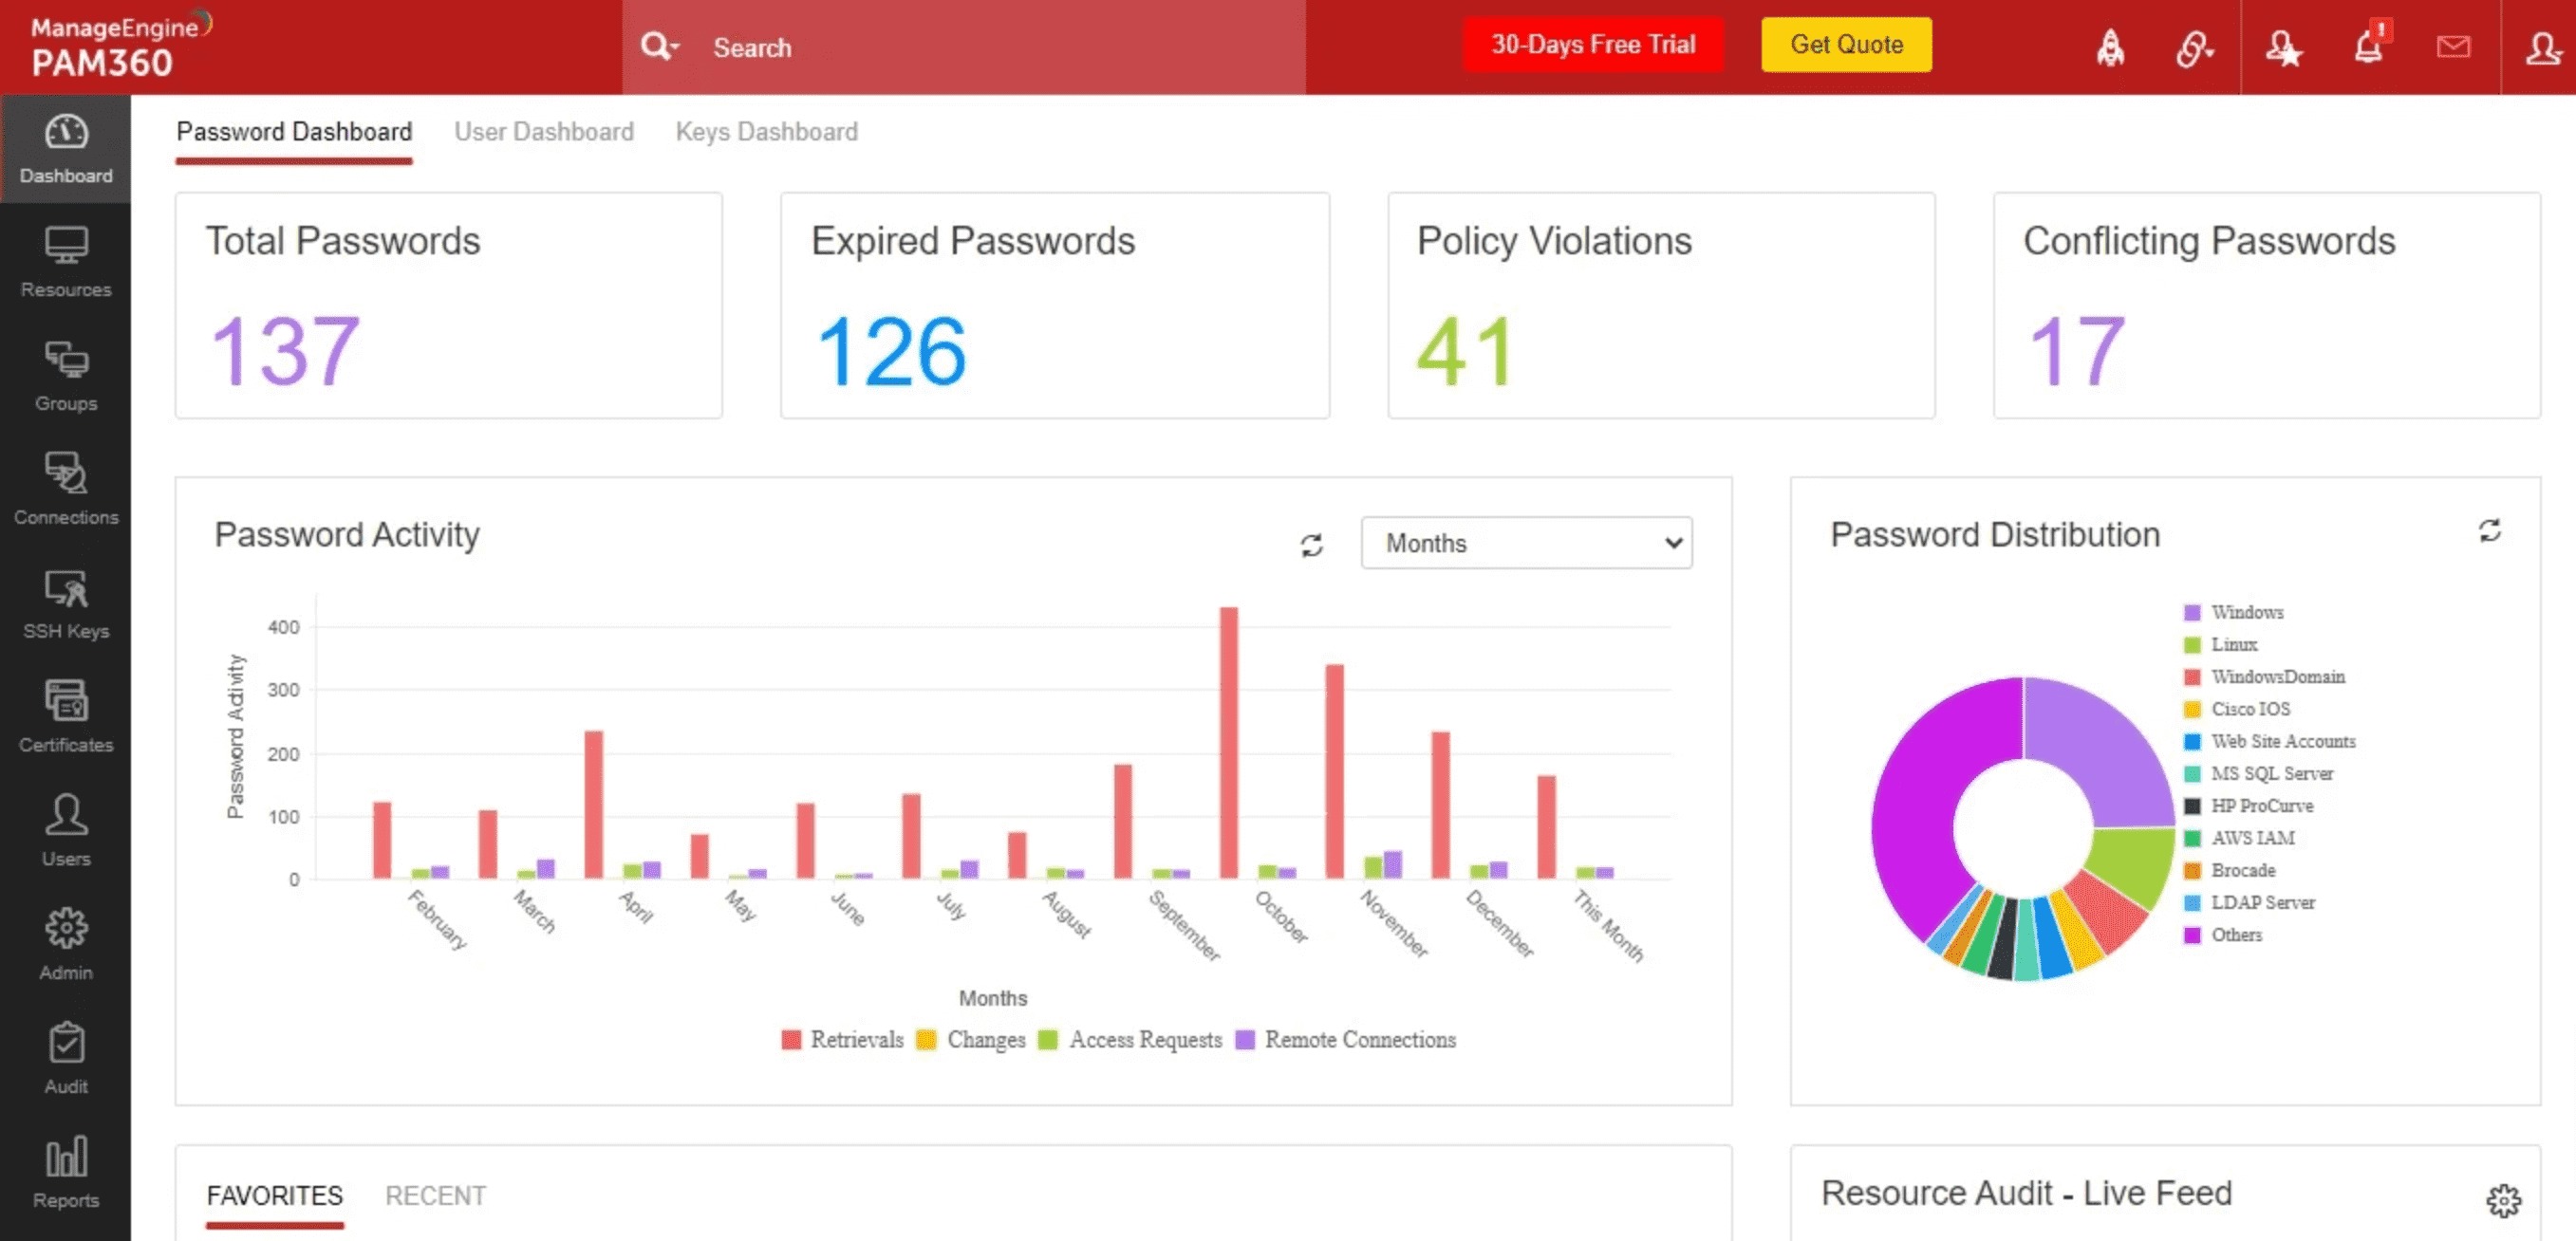 ManageEngine
PAM360
Search
30-Days Free Trial
Get Quote
!
Dashboard
Resources
Groups
Connections
SSH Keys
Certificates
Users
Admin
Audit
Reports
Password Dashboard
User Dashboard
Keys Dashboard
Total Passwords
137
Expired Passwords
126
Policy Violations
41
Conflicting Passwords
17
Password Activity
Months
Password Activity
400
300
200
100
0
February
March
April
May
June
July
August
September
October
November
December
This Month
Months
Retrievals
Changes
Access Requests
Remote Connections
Password Distribution
Windows
Linux
WindowsDomain
Cisco IOS
Web Site Accounts
MS SQL Server
HP ProCurve
AWS IAM
Brocade
LDAP Server
Others
FAVORITES
RECENT
Resource Audit - Live Feed